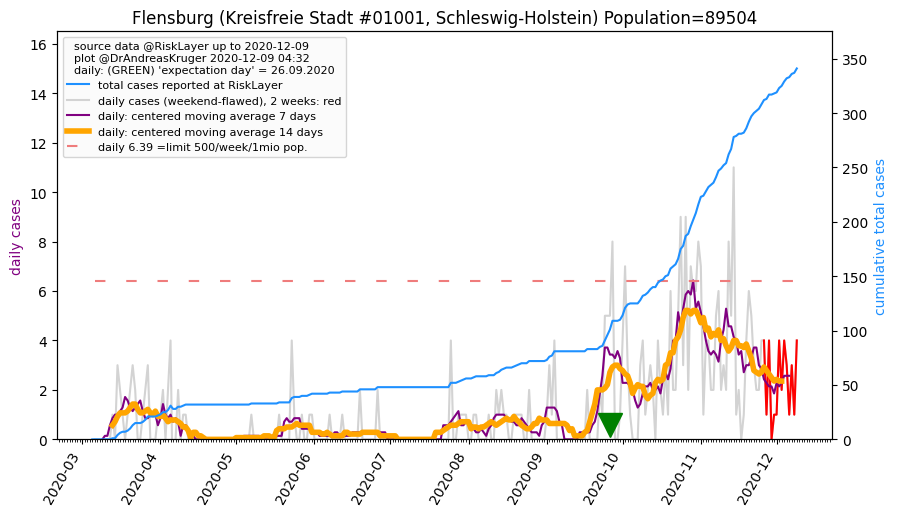 Flensburg (Kreisfreie Stadt #01001, Schleswig-Holstein) Population=89504
source data @RiskLayer up to 2020-12-09
plot @DrAndreasKruger 2020-12-09 04:32
daily: (GREEN) 'expectation day' = 26.09.2020
total cases reported at RiskLayer
daily cases (weekend-flawed), 2 weeks: red
daily: centered moving average 7 days
daily: centered moving average 14 days
daily 6.39 =limit 500/week/1mio pop.
daily cases
16
14
12
10
8
6
4
2
0
cumulative total cases
350
300
250
200
150
100
50
0
2020-03
2020-04
2020-05
2020-06
2020-07
2020-08
2020-09
2020-10
2020-11
2020-12